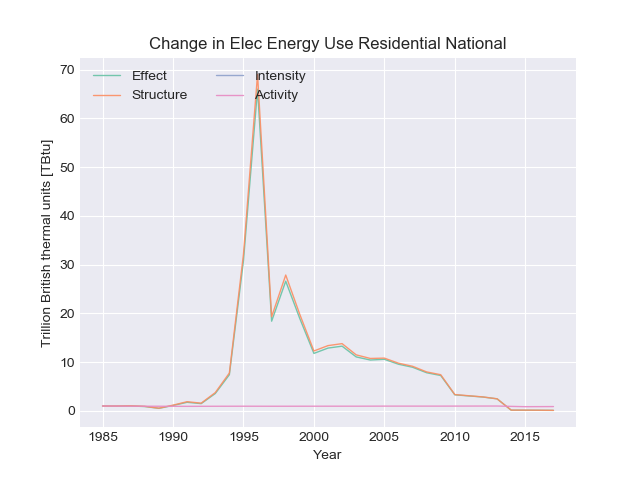 Change in Elec Energy Use Residential National
Effect
Structure
Intensity
Activity
Trillion British thermal units [TBtu]
70
60
50
40
30
20
10
0
1985 1990 1995 2000 2005 2010 2015
Year